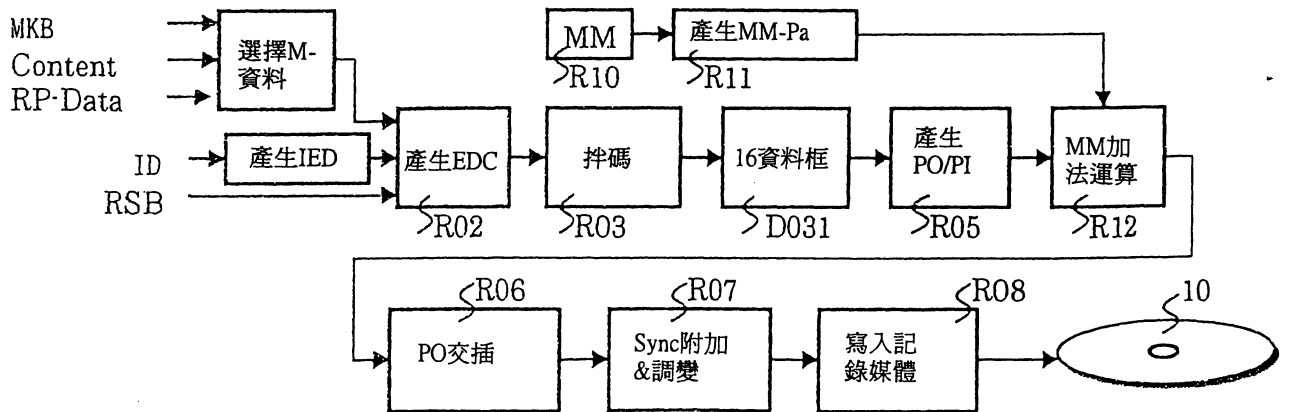 MKB
Content
RP-Data
選擇M-
資料
MM
R10
產生MM-Pa
R11
ID
產生IED
RSB
產生EDC
R02
拌碼
R03
16資料框
D031
產生
PO/PI
R05
MM加
法運算
R12
R06
PO交插
R07
Sync附加
&調變
R08
寫入記
錄媒體
10